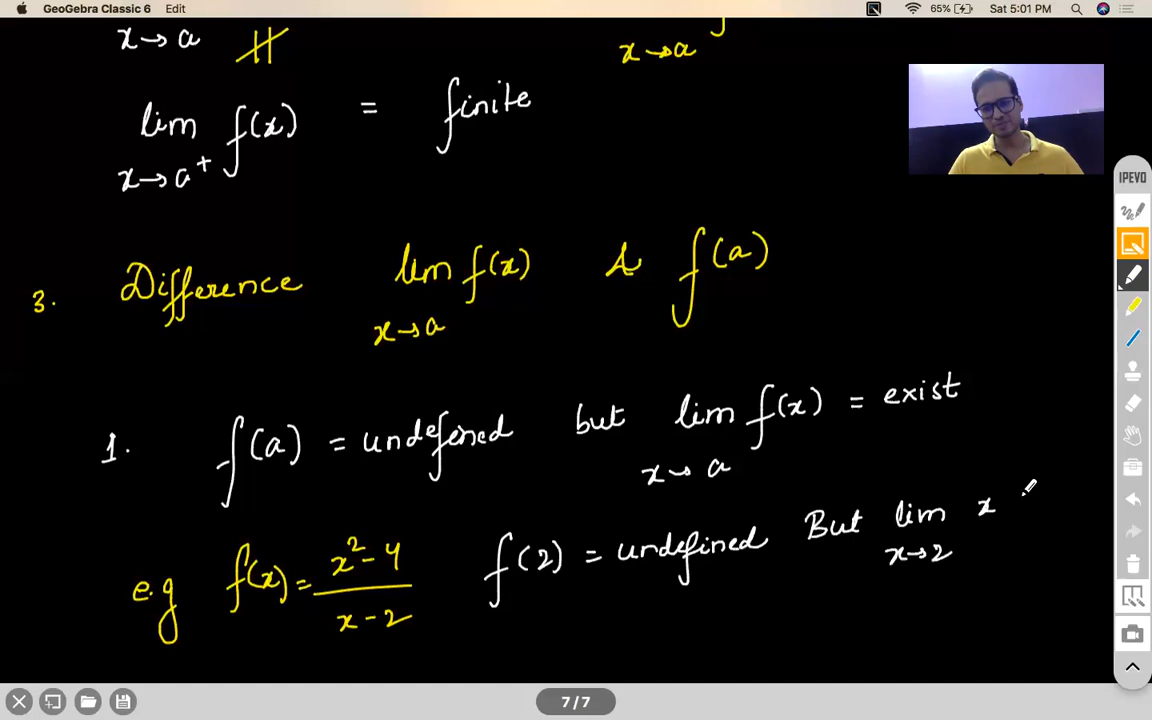 GeoGebra Classic 6 Edit 65% Sat 5:01 PM
x→a x→a
lim f(x) = finite
x→a+
IPEVO
3. Difference lim f(x) & f(a)
x→a
1. f(a) = undefined but lim f(x) = exist
x→a
e.g f(x) = x²-4 f(2) = undefined But lim x
x-2 x→2
7/7